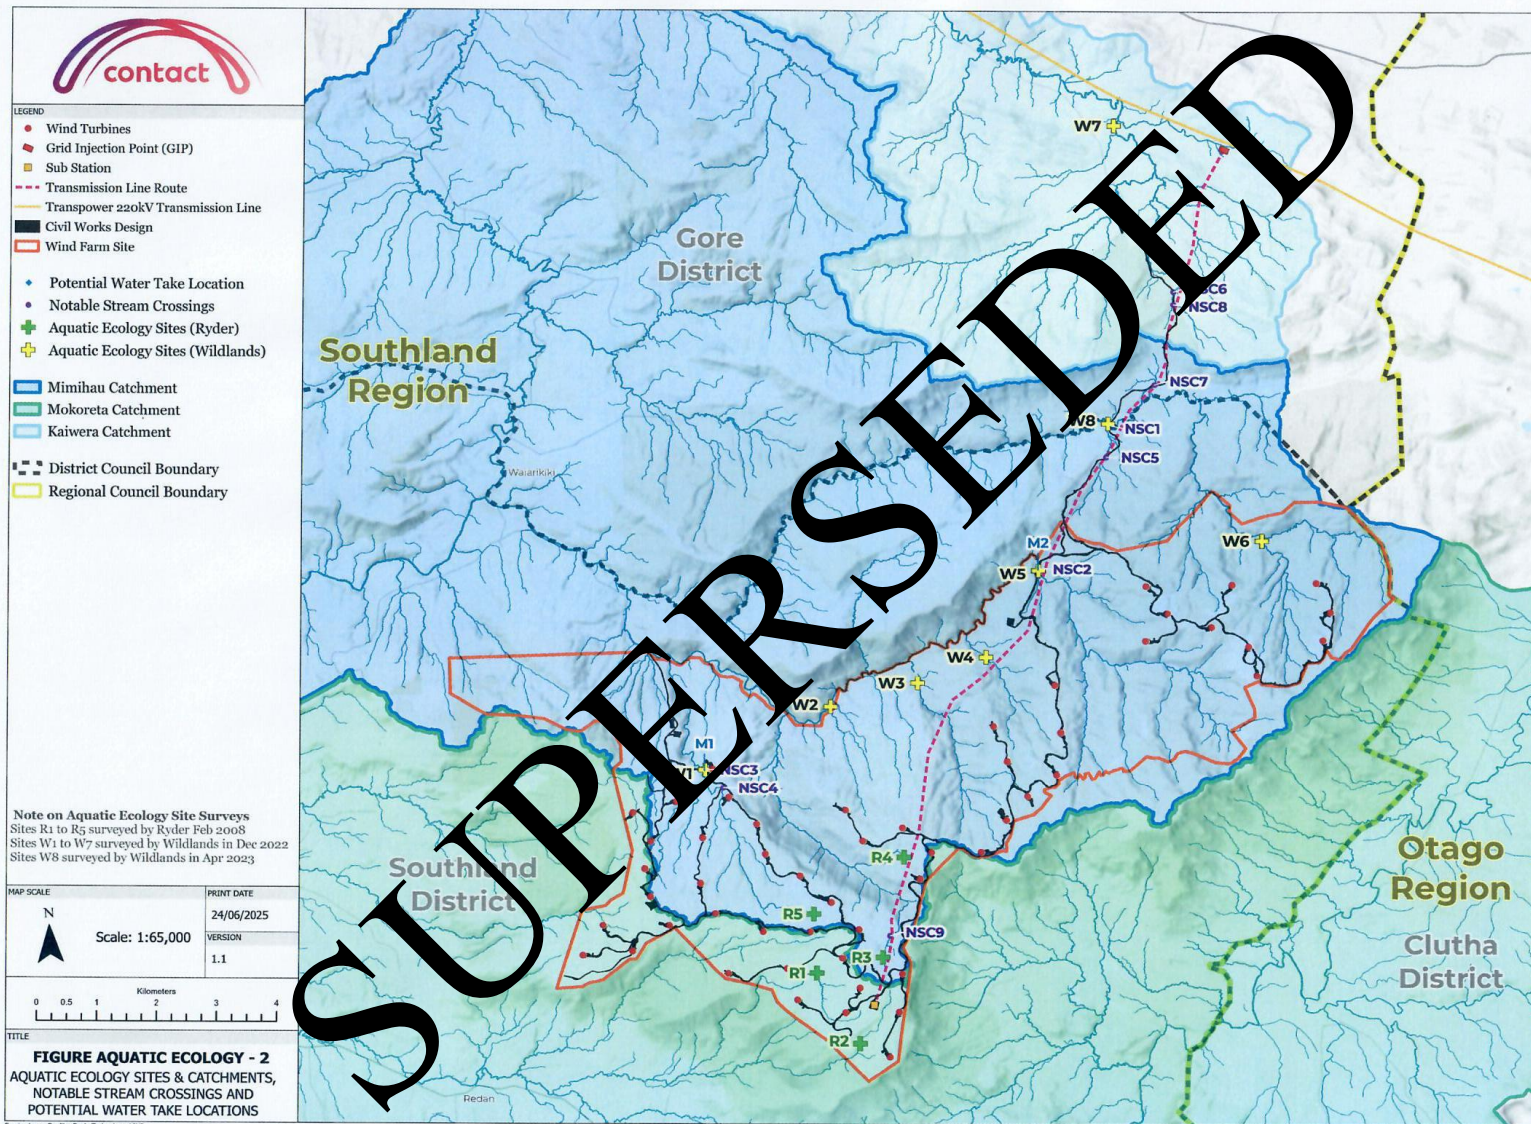 contact
LEGEND
Wind Turbines
Grid Injection Point (GIP)
Sub Station
Transmission Line Route
Transpower 220kV Transmission Line
Civil Works Design
Wind Farm Site
Potential Water Take Location
Notable Stream Crossings
Aquatic Ecology Sites (Ryder)
Aquatic Ecology Sites (Wildlands)
Mimihau Catchment
Mokoreta Catchment
Kaiwera Catchment
District Council Boundary
Regional Council Boundary
Note on Aquatic Ecology Site Surveys
Sites R1 to R5 surveyed by Ryder Feb 2008
Sites W1 to W7 surveyed by Wildlands in Dec 2022
Sites W8 surveyed by Wildlands in Apr 2023
MAP SCALE
N
Scale: 1:65,000
PRINT DATE
24/06/2025
VERSION
1.1
Kilometers
0 0.5 1 2 3 4
TITLE
FIGURE AQUATIC ECOLOGY - 2
AQUATIC ECOLOGY SITES & CATCHMENTS,
NOTABLE STREAM CROSSINGS AND
POTENTIAL WATER TAKE LOCATIONS
SUPERSEDED
W7
Gore
District
NSC6
NSC8
Southland
Region
NSC7
W8
NSC1
NSC5
Waiarikiki
M2
W6
W5
NSC2
W4
W3
W2
M1
W1
NSC3
NSC4
Southland
District
R4
Otago
Region
R5
NSC9
Clutha
District
R3
R1
R2
Redan